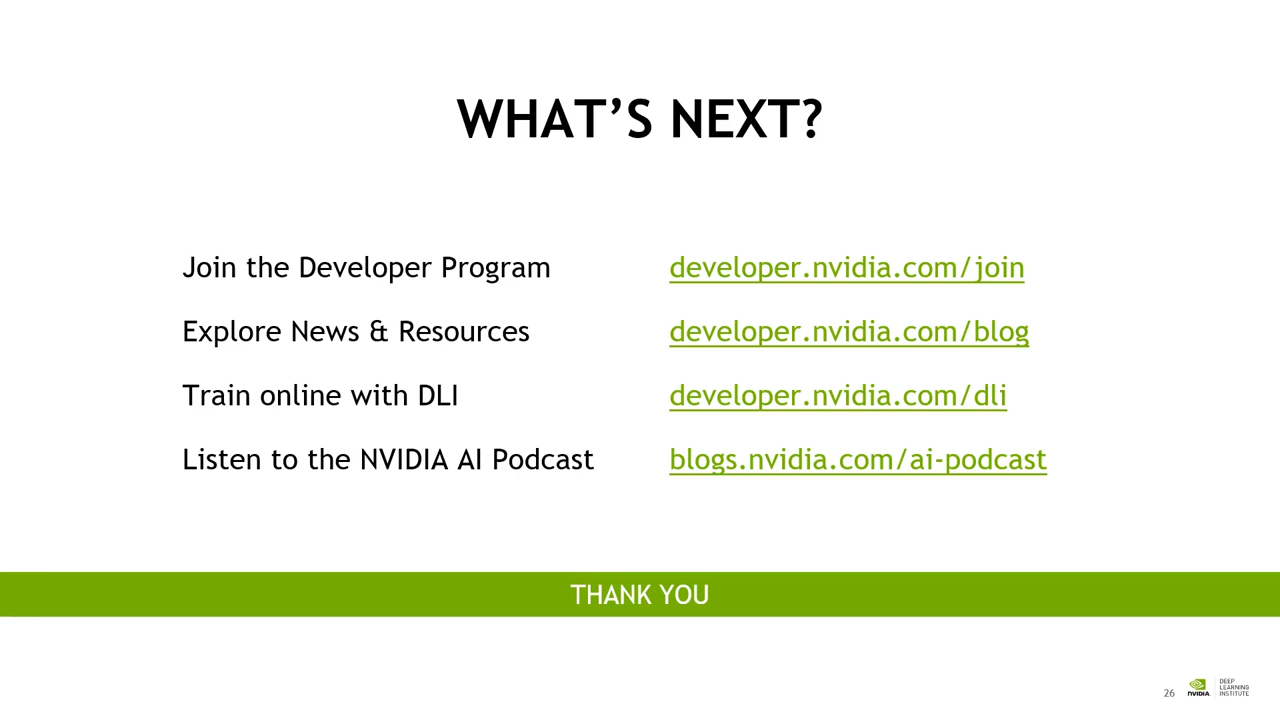 WHAT’S NEXT?
Join the Developer Program developer.nvidia.com/join
Explore News & Resources developer.nvidia.com/blog
Train online with DLI developer.nvidia.com/dli
Listen to the NVIDIA AI Podcast blogs.nvidia.com/ai-podcast
THANK YOU
26
NVIDIA
DEEP
LEARNING
INSTITUTE